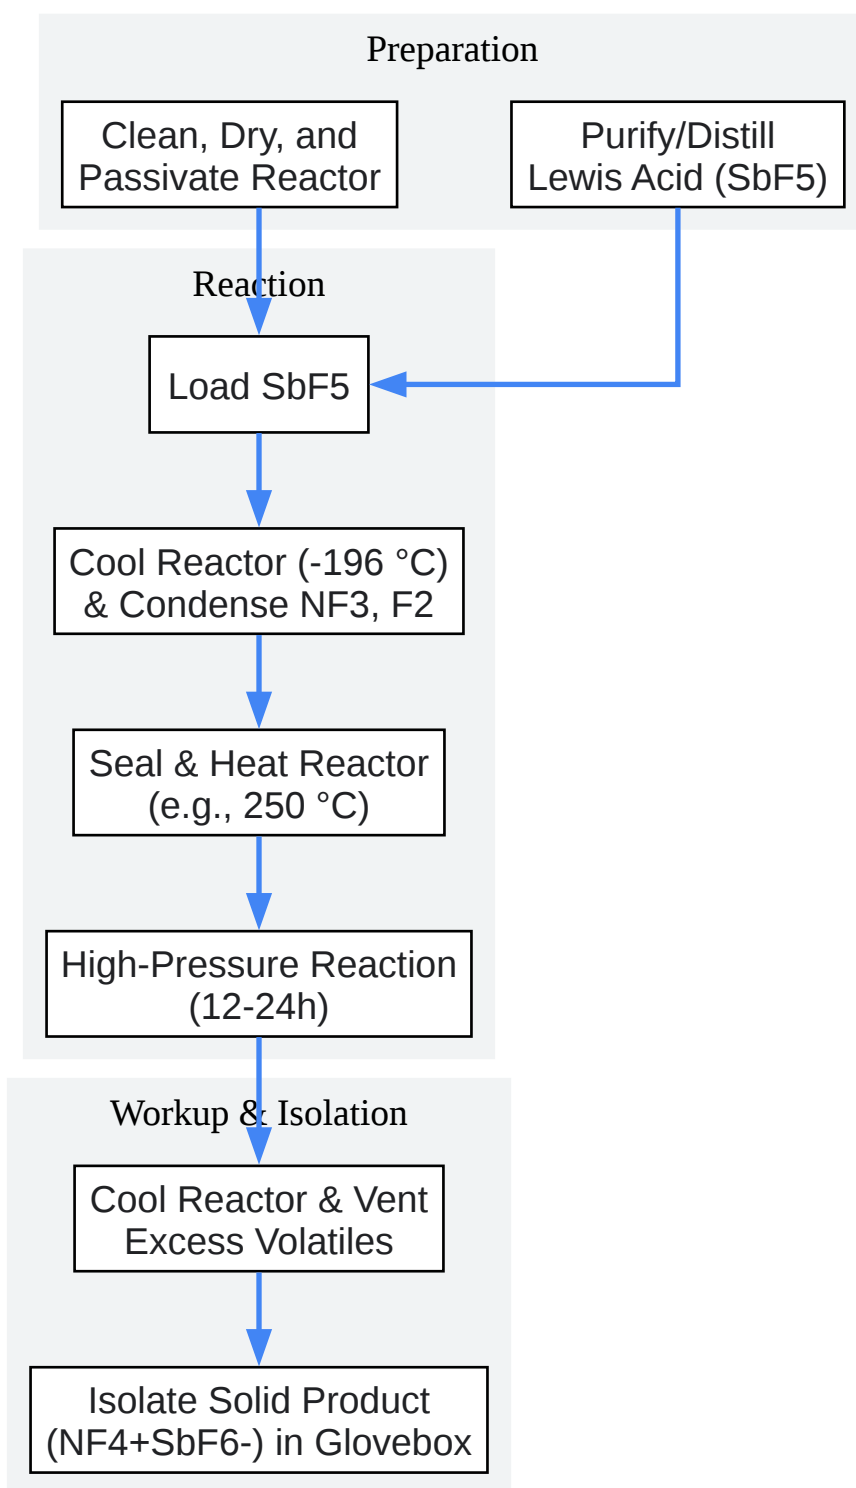 Preparation
Clean, Dry, and
Passivate Reactor
Purify/Distill
Lewis Acid (SbF5)
Reaction
Load SbF5
Cool Reactor (-196 °C)
& Condense NF3, F2
Seal & Heat Reactor
(e.g., 250 °C)
High-Pressure Reaction
(12-24h)
Workup & Isolation
Cool Reactor & Vent
Excess Volatiles
Isolate Solid Product
(NF4+SbF6-) in Glovebox